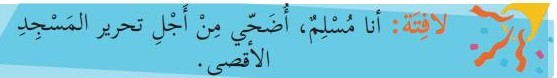 لافِتَة: أنا مُسْلِمٌ، أُضَحّي مِنْ أَجْلِ تحرير المَسْجِدِ
الأقصى.